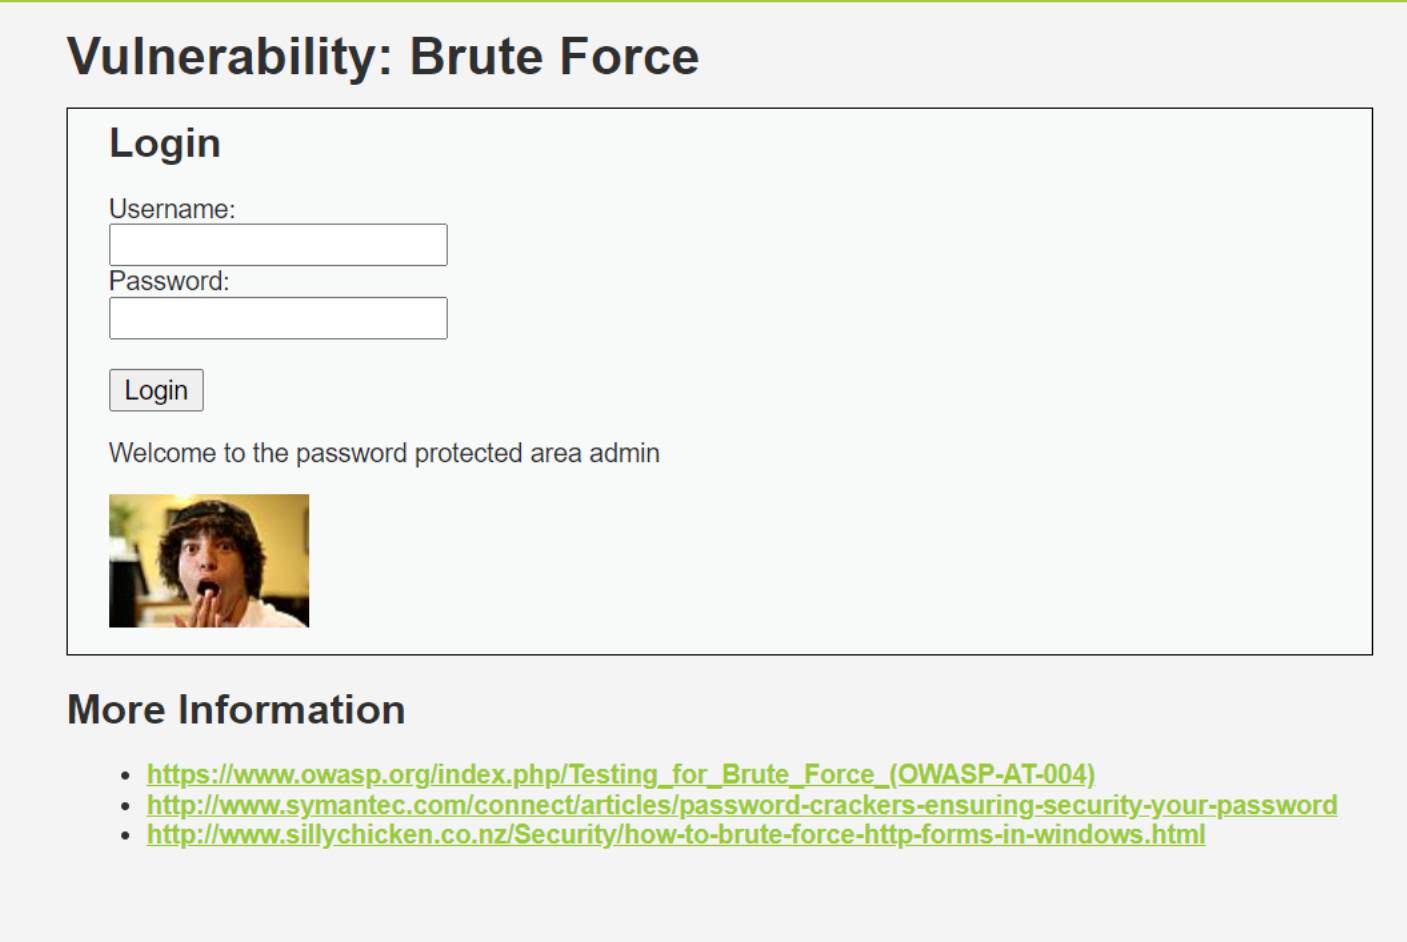 Vulnerability: Brute Force
Login
Username:
Password:
Login
Welcome to the password protected area admin
More Information
https://www.owasp.org/index.php/Testing_for_Brute_Force_(OWASP-AT-004)
http://www.symantec.com/connect/articles/password-crackers-ensuring-security-your-password
http://www.sillychicken.co.nz/Security/how-to-brute-force-http-forms-in-windows.html